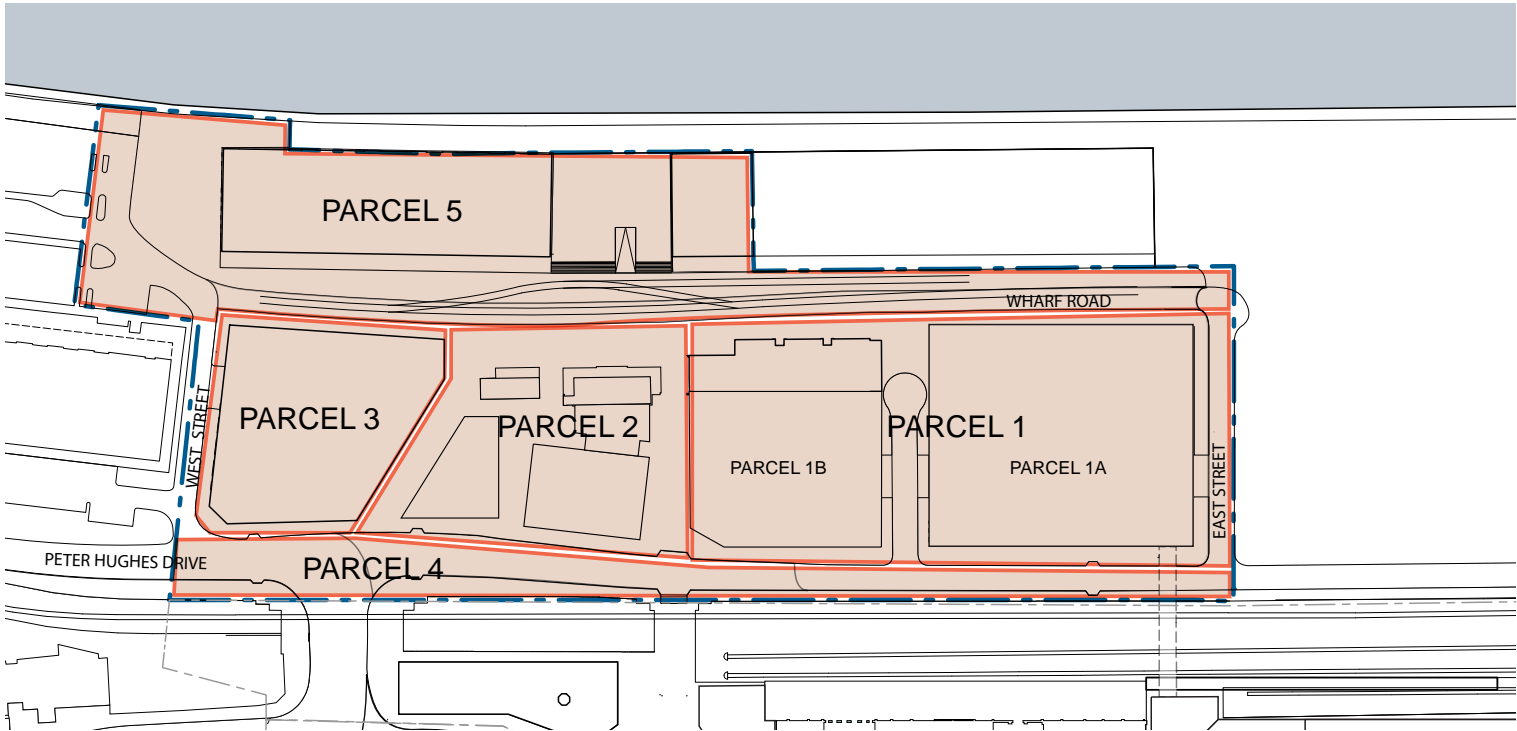 PARCEL 5
WHARF ROAD
PARCEL 3
PARCEL 2
PARCEL 1
WEST STREET
PARCEL 1B
PARCEL 1A
EAST STREET
PETER HUGHES DRIVE
PARCEL 4